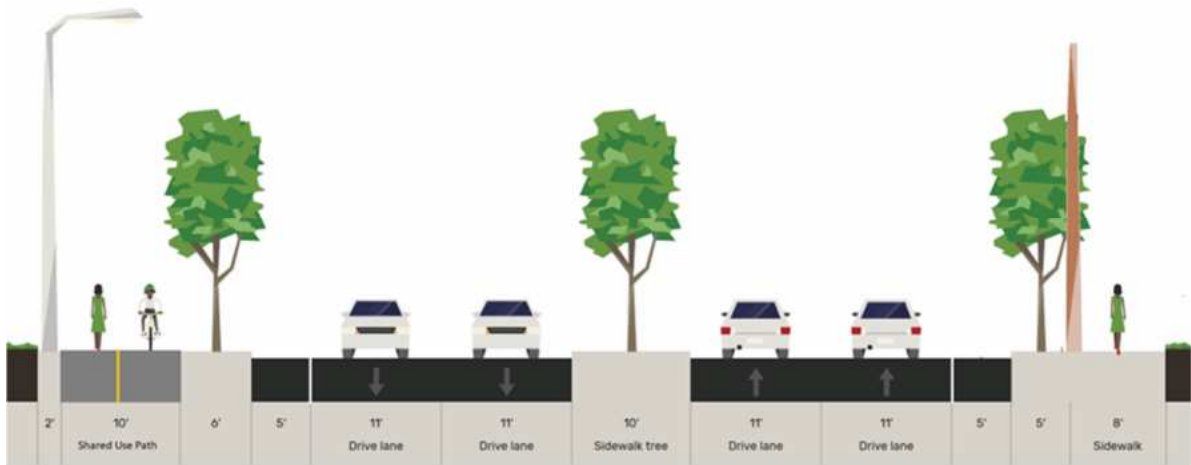 2' 10' 6' 5' 11' 11' 10' 11' 11' 5' 5' 8'
Shared Use Path Drive lane Drive lane Sidewalk tree Drive lane Drive lane Sidewalk